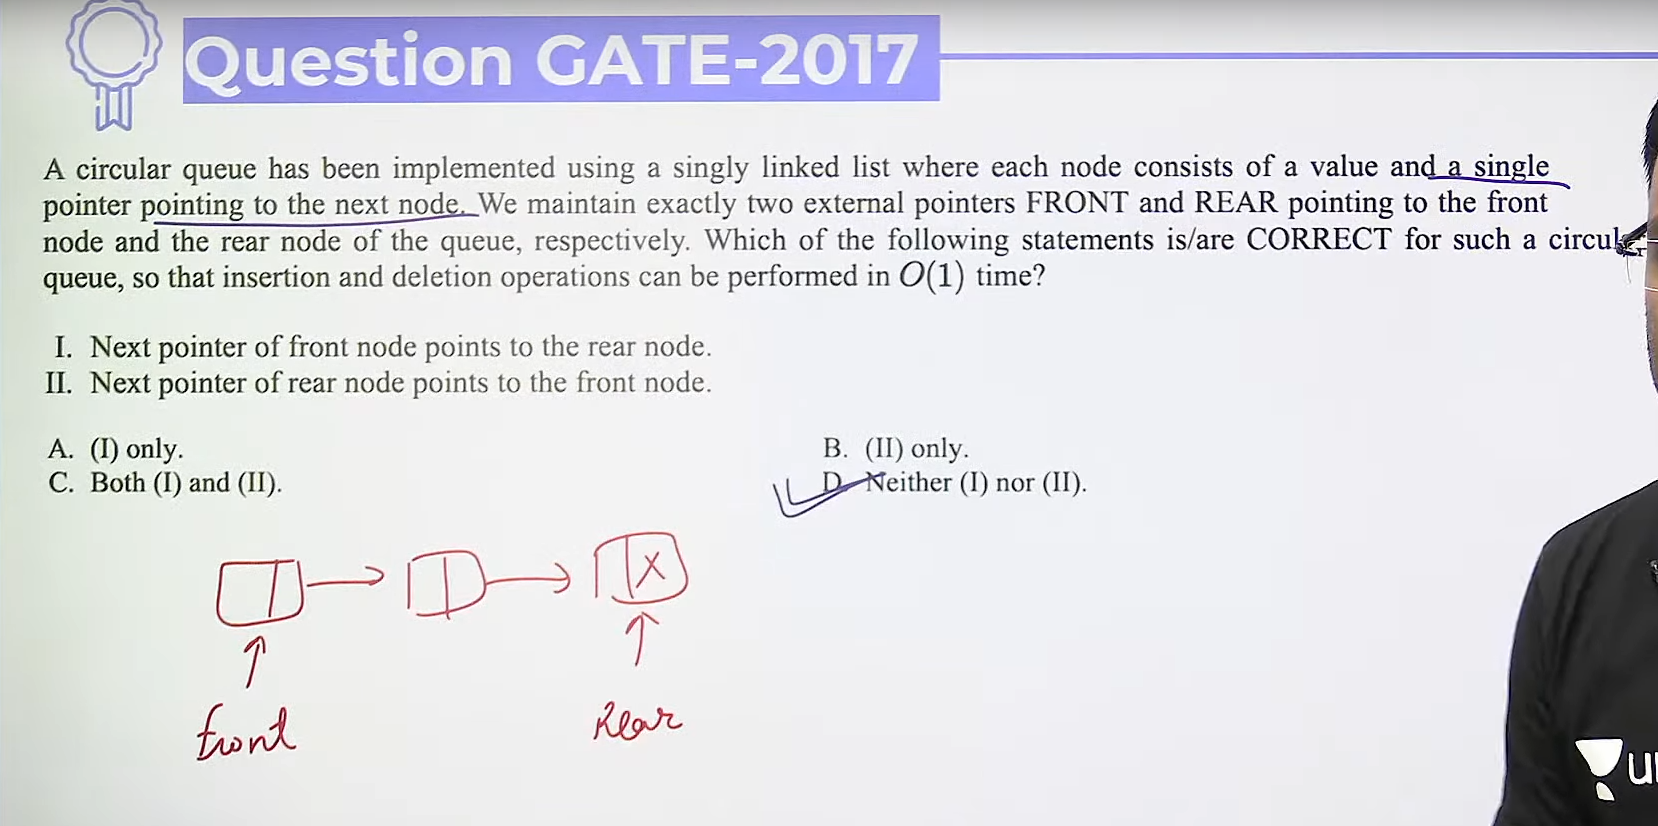 Question GATE-2017
A circular queue has been implemented using a singly linked list where each node consists of a value and a single
pointer pointing to the next node. We maintain exactly two external pointers FRONT and REAR pointing to the front
node and the rear node of the queue, respectively. Which of the following statements is/are CORRECT for such a
queue, so that insertion and deletion operations can be performed in O(1) time?
I. Next pointer of front node points to the rear node.
II. Next pointer of rear node points to the front node.
A. (I) only. B. (II) only.
C. Both (I) and (II). D. Neither (I) nor (II).
X
front Rear